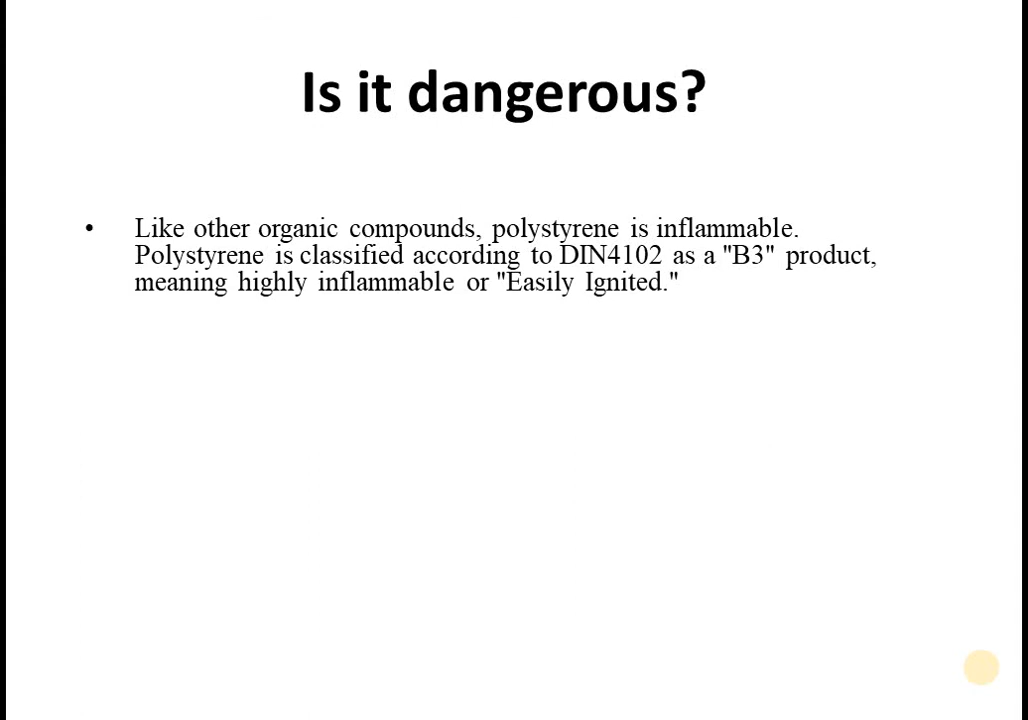 Is it dangerous?
• Like other organic compounds, polystyrene is inflammable.
Polystyrene is classified according to DIN4102 as a "B3" product,
meaning highly inflammable or "Easily Ignited."